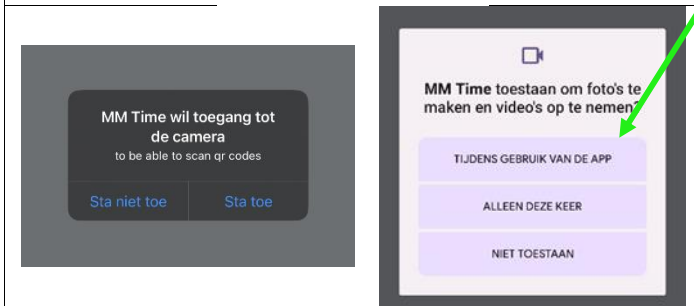 MM Time wil toegang tot
de camera
to be able to scan qr codes
Sta niet toe
Sta toe
MM Time toestaan om foto's te
maken en video's op te nemen?
TIJDENS GEBRUIK VAN DE APP
ALLEEN DEZE KEER
NIET TOESTAAN